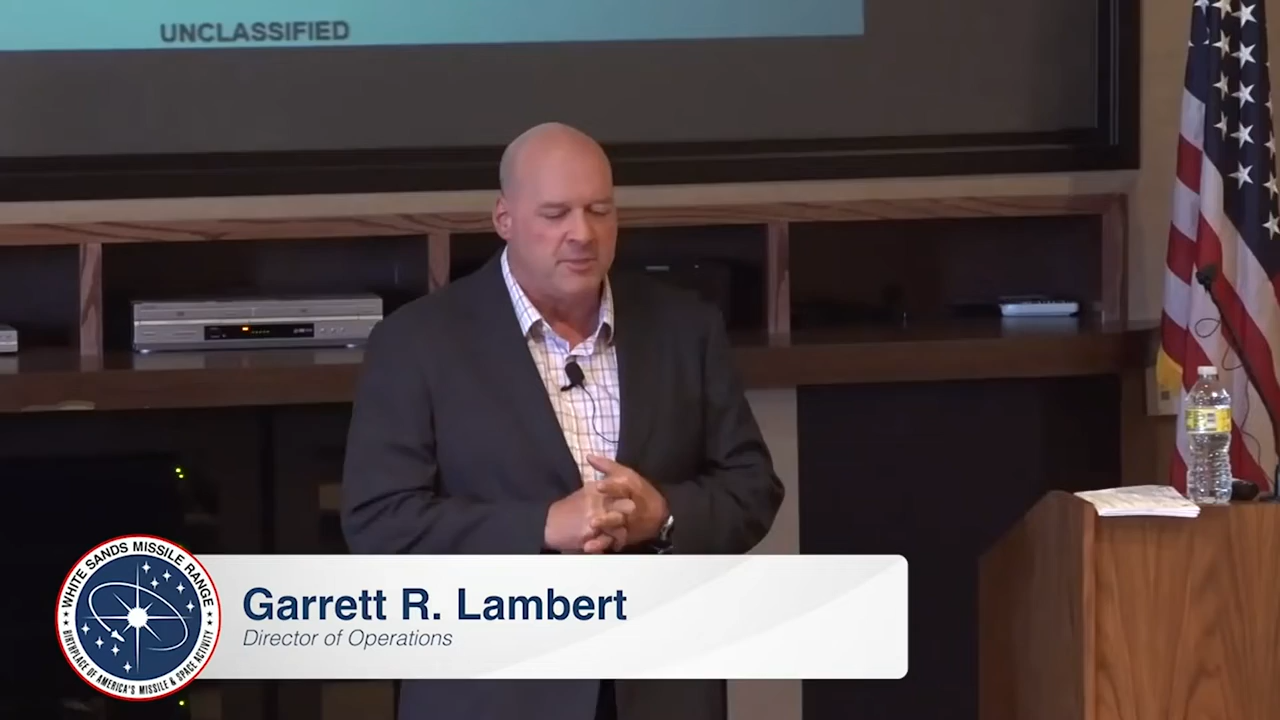 UNCLASSIFIED
WHITE SANDS MISSILE RANGE
BIRTHPLACE OF AMERICA'S MISSILE & SPACE ACTIVITY
Garrett R. Lambert
Director of Operations